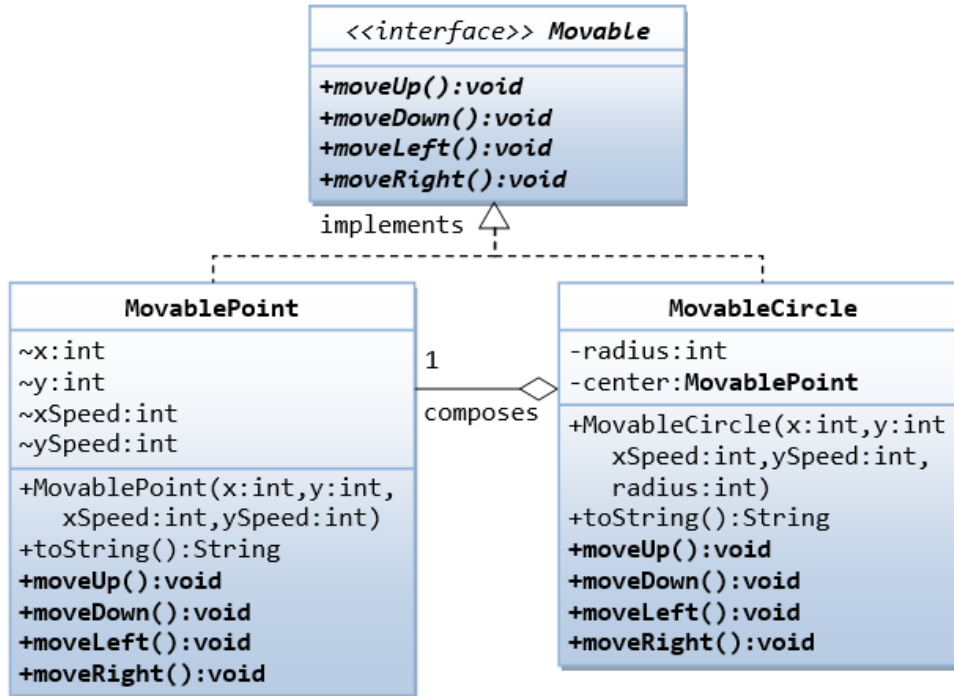 <<interface>> Movable
+moveUp():void
+moveDown():void
+moveLeft():void
+moveRight():void
implements
MovablePoint
~x:int
~y:int
~xSpeed:int
~ySpeed:int
+MovablePoint(x:int,y:int,
xSpeed:int,ySpeed:int)
+toString():String
+moveUp():void
+moveDown():void
+moveLeft():void
+moveRight():void
1
composes
MovableCircle
-radius:int
-center:MovablePoint
+MovableCircle(x:int,y:int
xSpeed:int,ySpeed:int,
radius:int)
+toString():String
+moveUp():void
+moveDown():void
+moveLeft():void
+moveRight():void